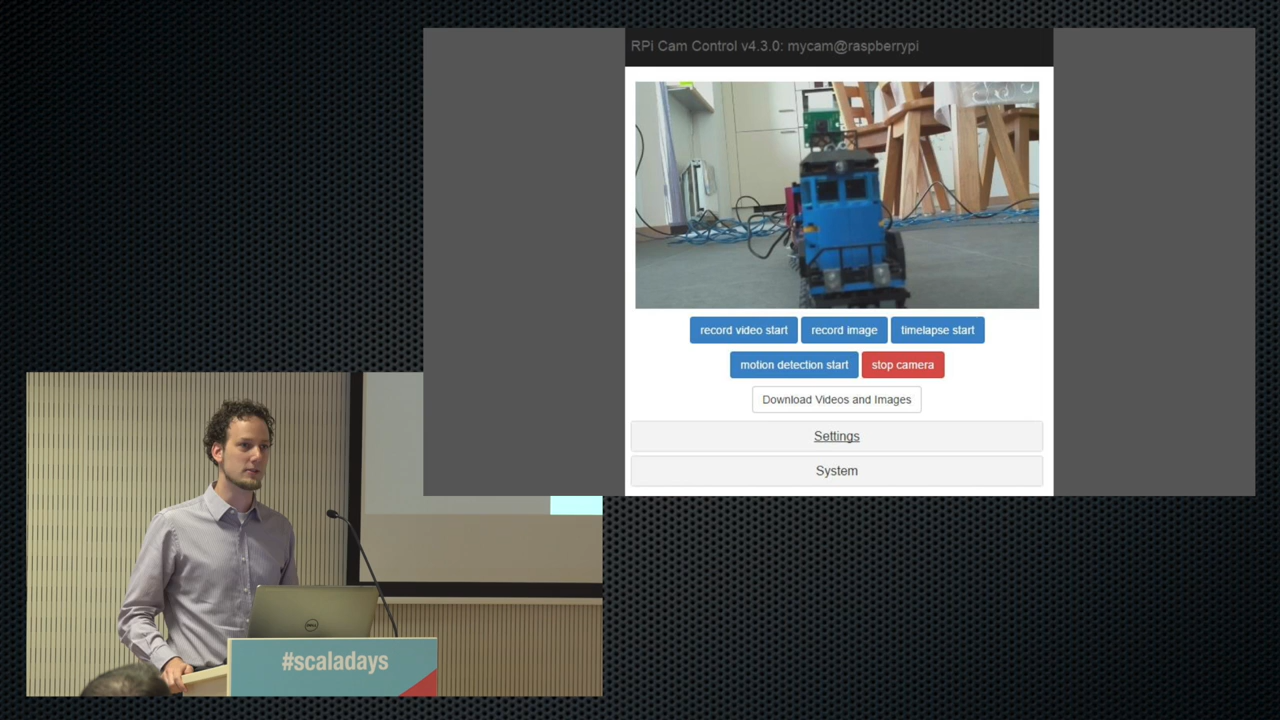 RPi Cam Control v4.3.0: mycam@raspberrypi
record video start
record image
timelapse start
motion detection start
stop camera
Download Videos and Images
Settings
System
DELL
#scaladays